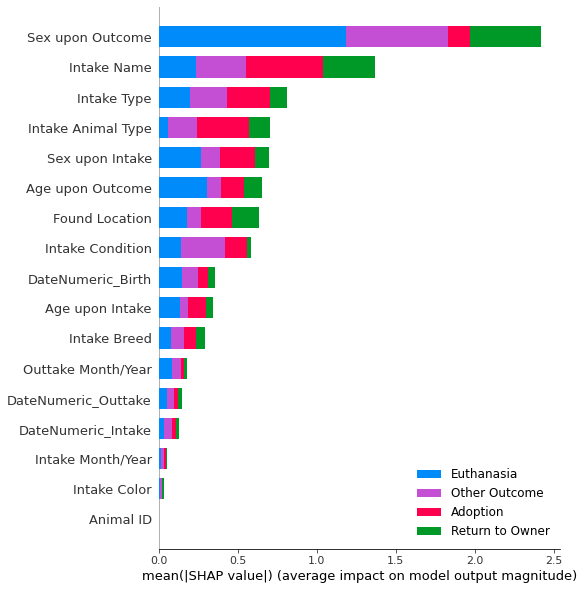 Sex upon Outcome
Intake Name
Intake Type
Intake Animal Type
Sex upon Intake
Age upon Outcome
Found Location
Intake Condition
DateNumeric_Birth
Age upon Intake
Intake Breed
Outtake Month/Year
DateNumeric_Outtake
DateNumeric_Intake
Intake Month/Year
Intake Color
Animal ID
Euthanasia
Other Outcome
Adoption
Return to Owner
0.0 0.5 1.0 1.5 2.0 2.5
mean(|SHAP value|) (average impact on model output magnitude)